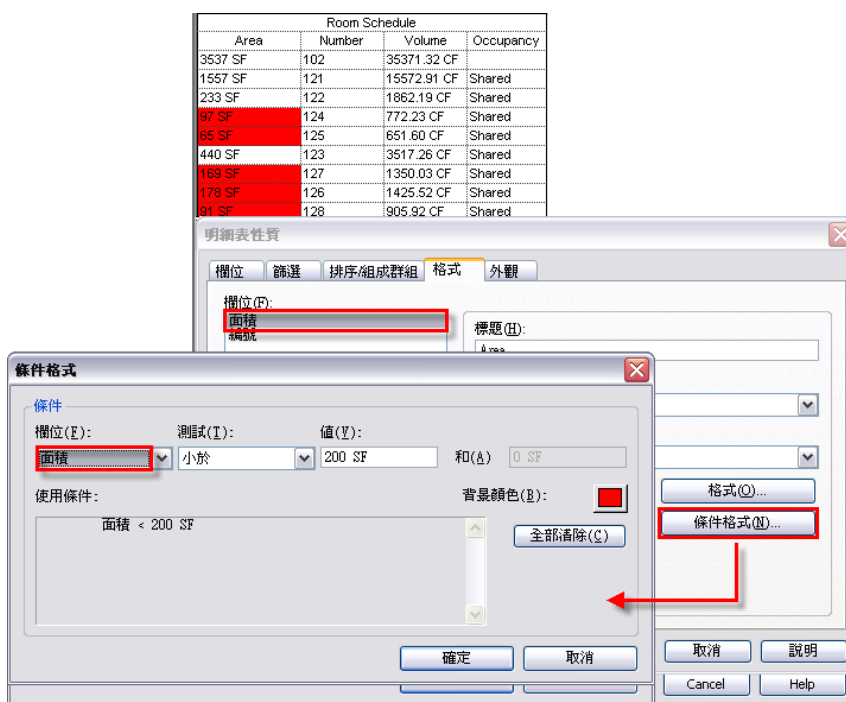 Room Schedule
Area Number Volume Occupancy
3537 SF 102 35371.32 CF
1557 SF 121 15572.91 CF Shared
233 SF 122 1862.19 CF Shared
97 SF 124 772.23 CF Shared
65 SF 125 651.60 CF Shared
440 SF 123 3517.26 CF Shared
169 SF 127 1350.03 CF Shared
178 SF 126 1425.52 CF Shared
91 SF 128 905.92 CF Shared
明細表性質
欄位 篩選 排序/組成群組 格式 外觀
欄位(F):
面積
編號
標題(H):
Area
格式(O)...
條件格式(N)...
取消 說明
Cancel Help
條件格式
條件
欄位(E): 測試(T): 值(V):
面積 小於 200 SF 和(A) 0 SF
使用條件: 背景顏色(B):
面積 < 200 SF
全部清除(C)
確定 取消